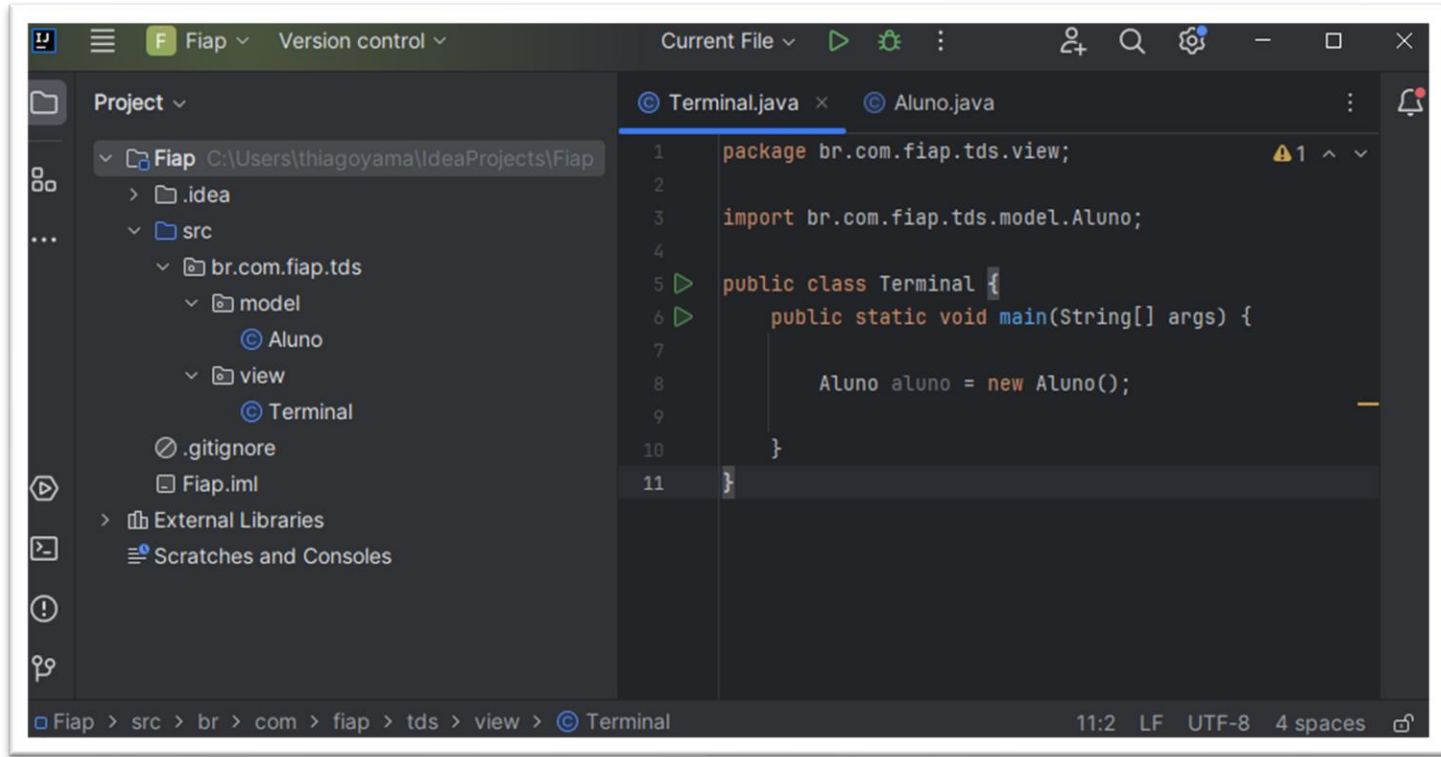 IJ
F Fiap Version control Current File
Project
Fiap C:\Users\thiagoyama\IdeaProjects\Fiap
.idea
src
br.com.fiap.tds
model
Aluno
view
Terminal
.gitignore
Fiap.iml
External Libraries
Scratches and Consoles
Terminal.java Aluno.java
1 package br.com.fiap.tds.view;
2
3 import br.com.fiap.tds.model.Aluno;
4
5 public class Terminal {
6 public static void main(String[] args) {
7
8 Aluno aluno = new Aluno();
9
10 }
11 }
1
Fiap > src > br > com > fiap > tds > view > Terminal 11:2 LF UTF-8 4 spaces